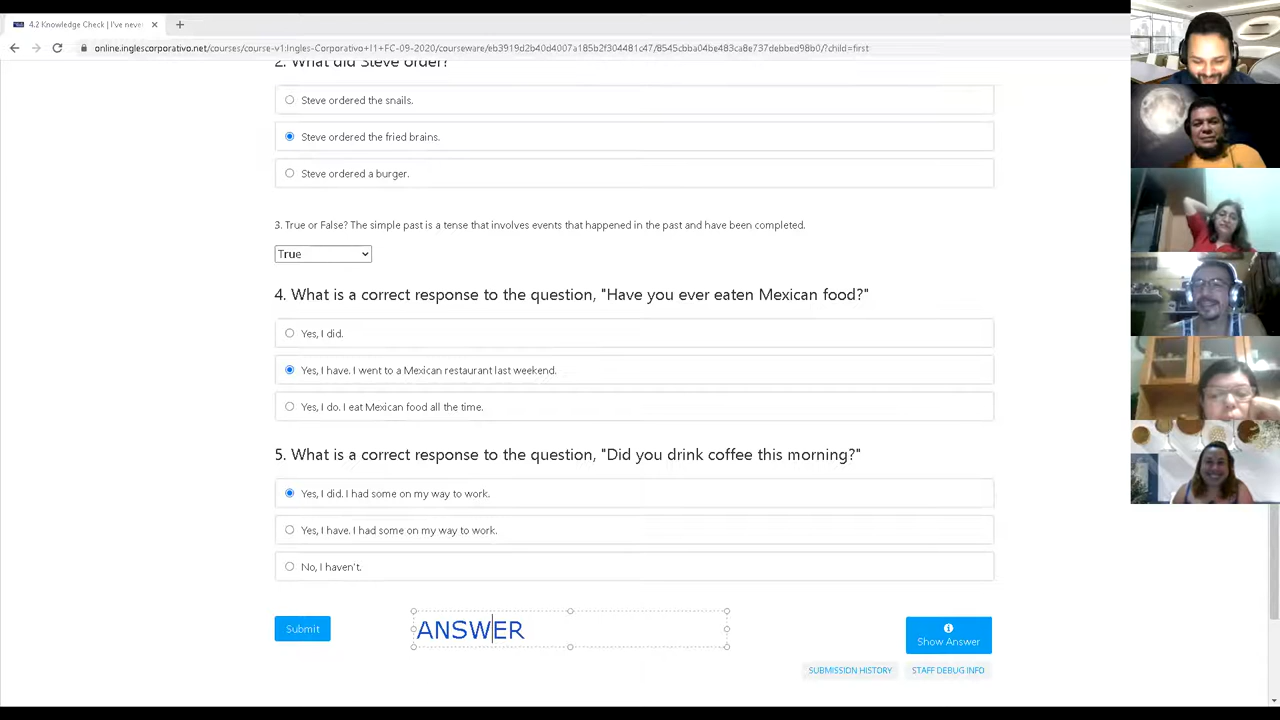 4.2 Knowledge Check | I've never
online.inglescorporativo.net/courses/course-v1:Ingles-Corporativo+I1+FC-09-2020/courseware/eb3919d2b40d4007a185b2f304481c47/8545cbba04be483ca8e737debbed98b0/?child=first
2. What did Steve order?
Steve ordered the snails.
Steve ordered the fried brains.
Steve ordered a burger.
3. True or False? The simple past is a tense that involves events that happened in the past and have been completed.
True
4. What is a correct response to the question, "Have you ever eaten Mexican food?"
Yes, I did.
Yes, I have. I went to a Mexican restaurant last weekend.
Yes, I do. I eat Mexican food all the time.
5. What is a correct response to the question, "Did you drink coffee this morning?"
Yes, I did. I had some on my way to work.
Yes, I have. I had some on my way to work.
No, I haven't.
Submit
ANSWER
Show Answer
SUBMISSION HISTORY
STAFF DEBUG INFO